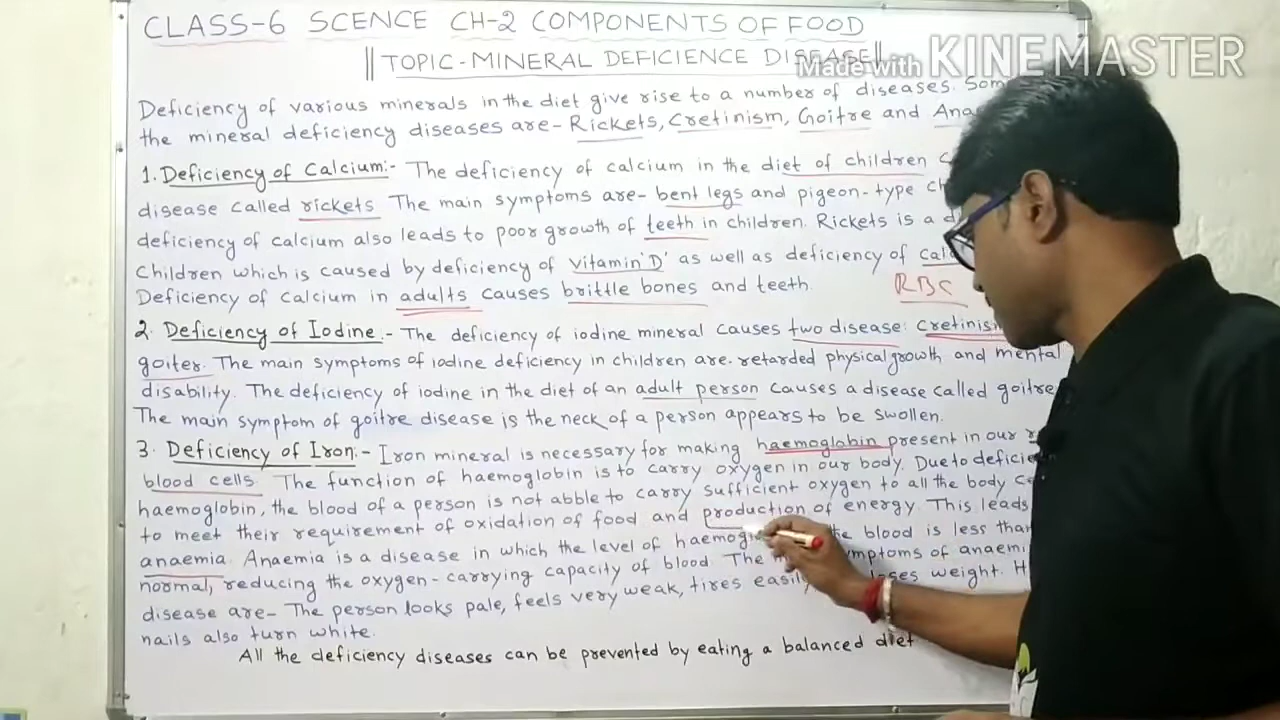 CLASS-6 SCENCE CH-2 COMPONENTS OF FOOD
||TOPIC-MINERAL DEFICIENCE DISEASE||
Made with KINEMASTER
Deficiency of various minerals in the diet give rise to a number of diseases. Som
the mineral deficiency diseases are- Rickets, Cretinism, Goitre and Ana
1. Deficiency of Calcium:- The deficiency of calcium in the diet of children c
disease called rickets The main symptoms are- bent legs and pigeon-type ch
deficiency of calcium also leads to poor growth of teeth in children. Rickets is a d
children which is caused by deficiency of vitamin 'D' as well as deficiency of cal
Deficiency of calcium in adults causes brittle bones and teeth. RBC
2. Deficiency of Iodine.- The deficiency of iodine mineral causes two disease: cretinism
goiter. The main symptoms of iodine deficiency in children are- retarded physical growth and mental
disability. The deficiency of iodine in the diet of an adult person causes a disease called goitre
The main symptom of goitre disease is the neck of a person appears to be swollen.
3. Deficiency of Iron:- Iron mineral is necessary for making haemoglobin present in our r
blood cells. The function of haemoglobin is to carry oxygen in our body. Due to deficien
haemoglobin, the blood of a person is not abble to carry sufficient oxygen to all the body ce
to meet their requirement of oxidation of food and production of energy. This leads
anaemia. Anaemia is a disease in which the level of haemog the blood is less than
normal, reducing the oxygen-carrying capacity of blood. The ymptoms of anaemi
disease are- The person looks pale, feels very weak, tires easily loses weight. H
nails also turn white.
All the deficiency diseases can be prevented by eating a balanced diet